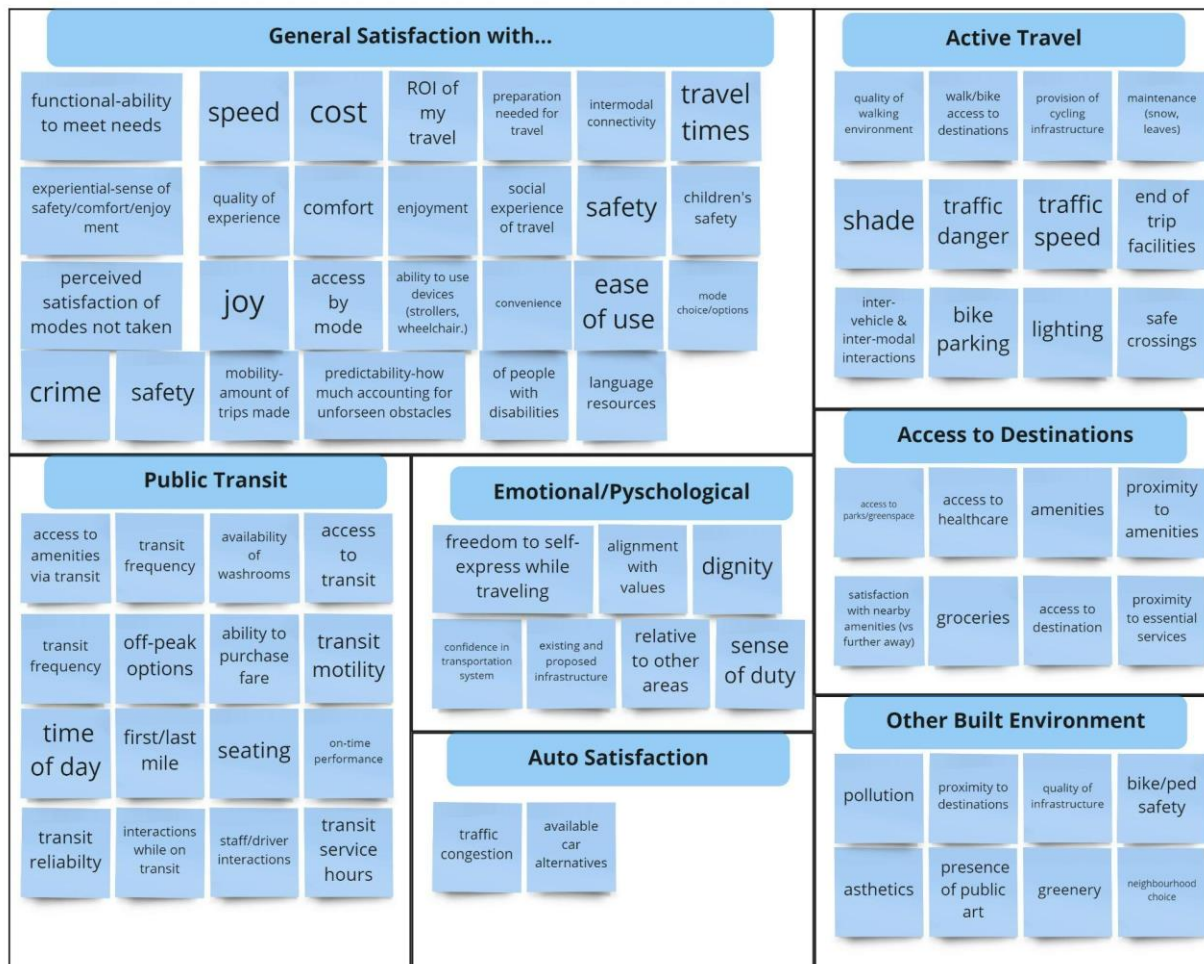 General Satisfaction with...
functional-ability
to meet needs
speed
cost
ROI of
my
travel
preparation
needed for
travel
intermodal
connectivity
travel
times
experiential-sense of
safety/comfort/enjoy
ment
quality of
experience
comfort
enjoyment
social
experience
of travel
safety
children's
safety
perceived
satisfaction of
modes not taken
joy
access
by
mode
ability to use
devices
(strollers,
wheelchair.)
convenience
ease
of use
mode
choice/options
crime
safety
mobility-
amount of
trips made
predictability-how
much accounting for
unforseen obstacles
of people
with
disabilities
language
resources
Active Travel
quality of
walking
environment
walk/bike
access to
destinations
provision of
cycling
infrastructure
maintenance
(snow,
leaves)
shade
traffic
danger
traffic
speed
end of
trip
facilities
inter-
vehicle &
inter-modal
interactions
bike
parking
lighting
safe
crossings
Public Transit
access to
amenities
via transit
transit
frequency
availability
of
washrooms
access
to
transit
transit
frequency
off-peak
options
ability to
purchase
fare
transit
motility
time
of day
first/last
mile
seating
on-time
performance
transit
reliabilty
interactions
while on
transit
staff/driver
interactions
transit
service
hours
Emotional/Pyschological
freedom to self-
express while
traveling
alignment
with
values
dignity
confidence in
transportation
system
existing and
proposed
infrastructure
relative
to other
areas
sense
of duty
Auto Satisfaction
traffic
congestion
available
car
alternatives
Access to Destinations
access to
parks/greenspace
access to
healthcare
amenities
proximity
to
amenities
satisfaction
with nearby
amenities (vs
further away)
groceries
access to
destination
proximity
to essential
services
Other Built Environment
pollution
proximity to
destinations
quality of
infrastructure
bike/ped
safety
asthetics
presence
of public
art
greenery
neighbourhood
choice